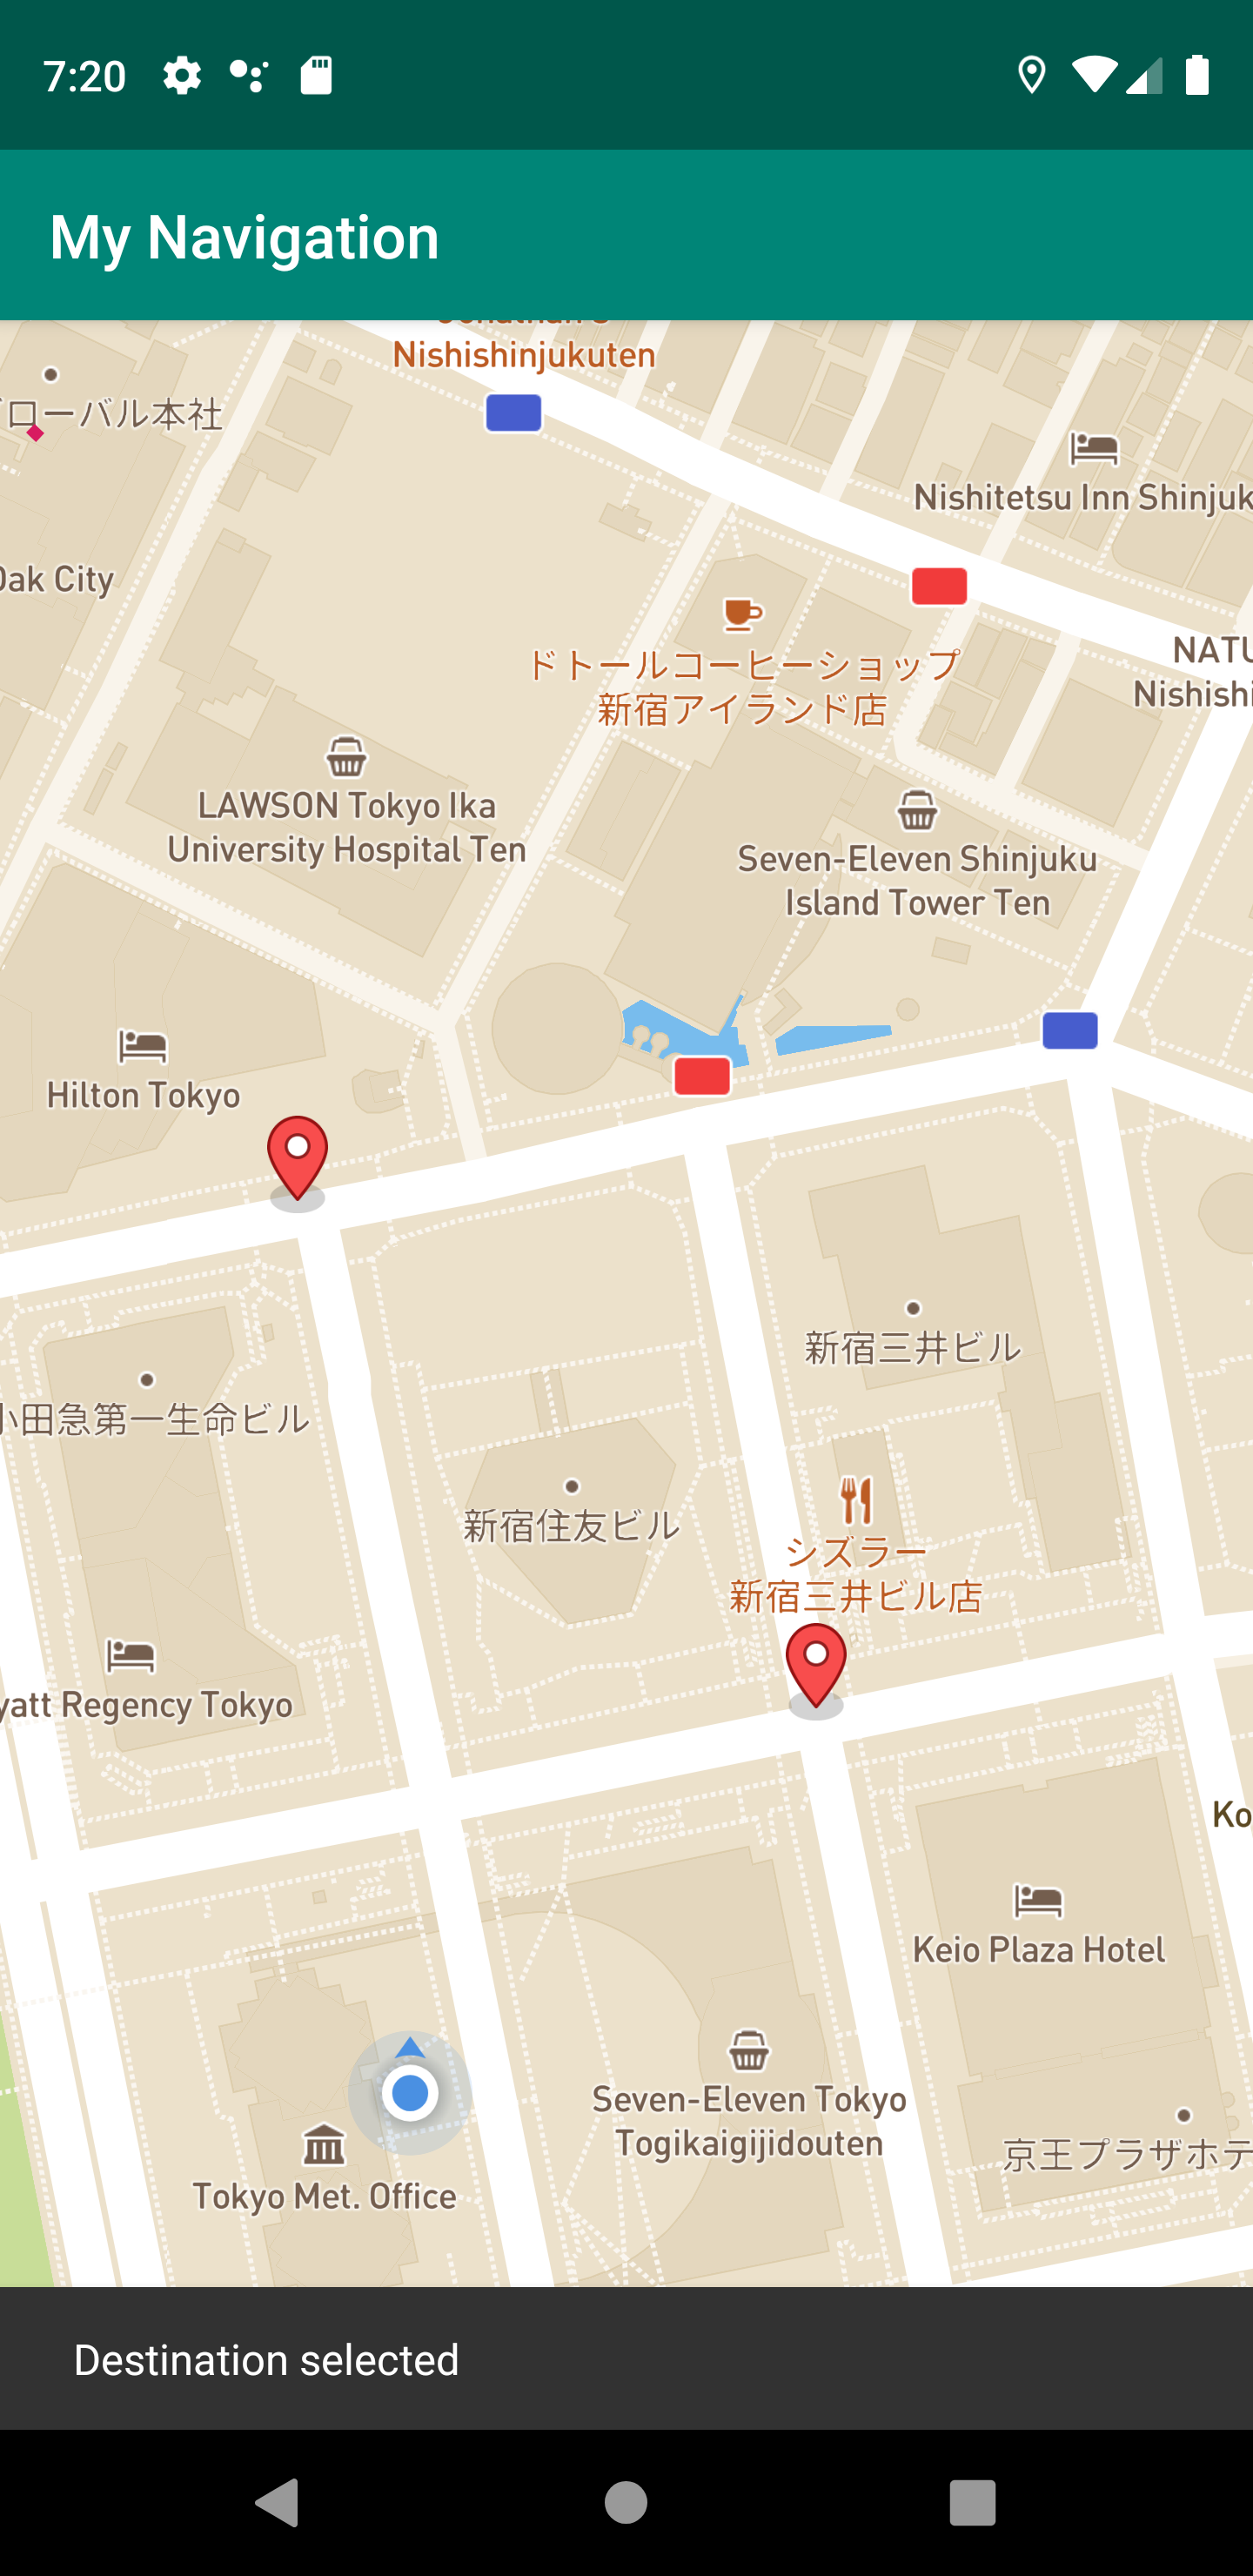 7:20
My Navigation
Nishishinjukuten
ローバル本社
Nishitetsu Inn Shinjuk
Oak City
ドトールコーヒーショップ
新宿アイランド店
NATU
Nishishi
LAWSON Tokyo Ika
University Hospital Ten
Seven-Eleven Shinjuku
Island Tower Ten
Hilton Tokyo
新宿三井ビル
小田急第一生命ビル
新宿住友ビル
シズラー
新宿三井ビル店
yatt Regency Tokyo
Ko
Keio Plaza Hotel
Seven-Eleven Tokyo
Togikaigijidouten
京王プラザホテ
Tokyo Met. Office
Destination selected